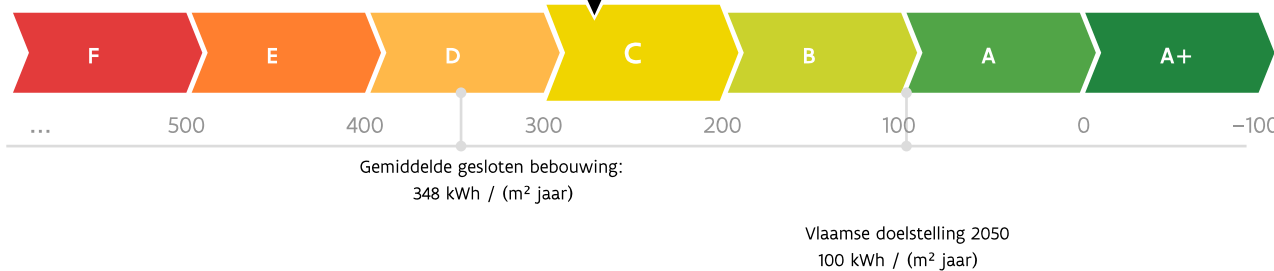 F E D C B A A+
... 500 400 300 200 100 0 −100
Gemiddelde gesloten bebouwing:
348 kWh / (m² jaar)
Vlaamse doelstelling 2050
100 kWh / (m² jaar)